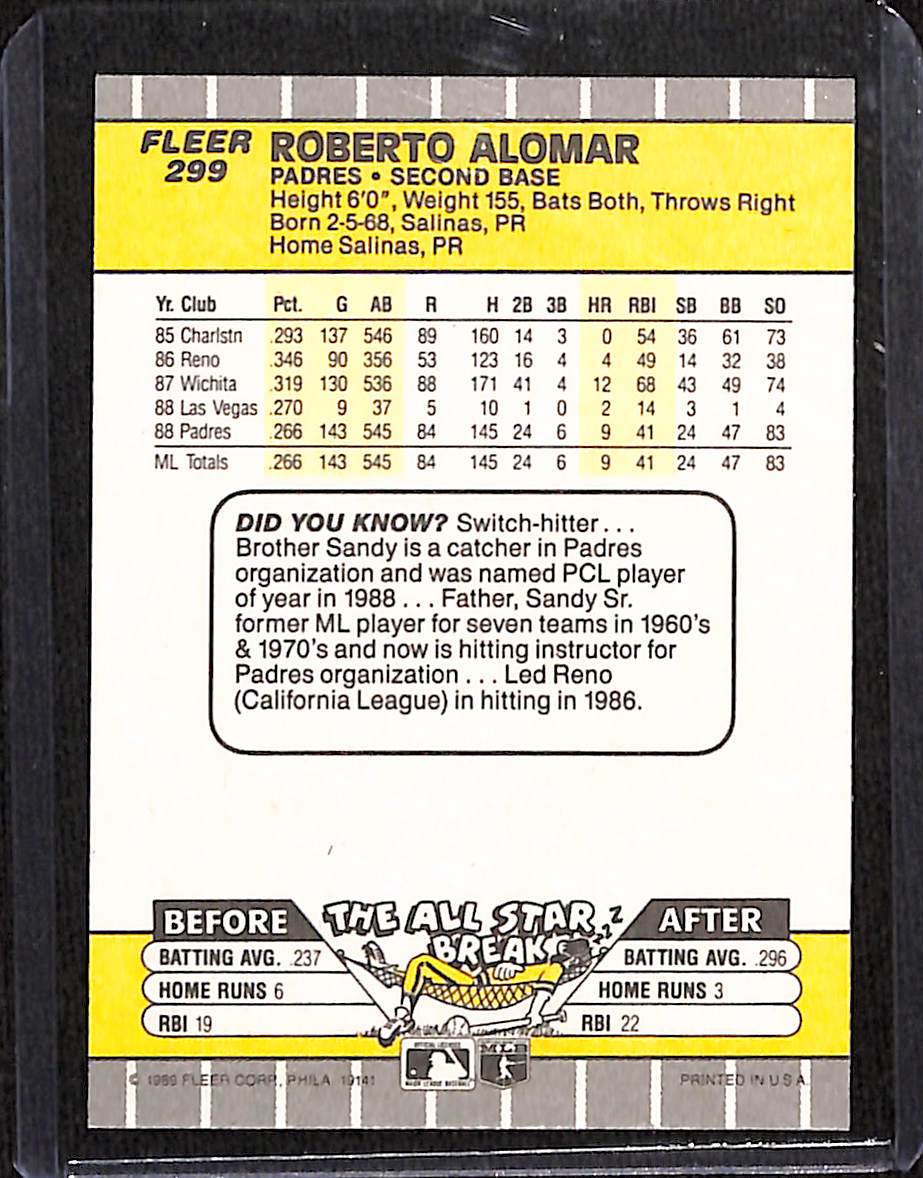 FLEER
299
ROBERTO ALOMAR
PADRES • SECOND BASE
Height 6'0", Weight 155, Bats Both, Throws Right
Born 2-5-68, Salinas, PR
Home Salinas, PR
Yr. Club Pct. G AB R H 2B 3B HR RBI SB BB SO
85 Charlstn .293 137 546 89 160 14 3 0 54 36 61 73
86 Reno .346 90 356 53 123 16 4 4 49 14 32 38
87 Wichita .319 130 536 88 171 41 4 12 68 43 49 74
88 Las Vegas .270 9 37 5 10 1 0 2 14 3 1 4
88 Padres .266 143 545 84 145 24 6 9 41 24 47 83
ML Totals .266 143 545 84 145 24 6 9 41 24 47 83
DID YOU KNOW? Switch-hitter...
Brother Sandy is a catcher in Padres
organization and was named PCL player
of year in 1988... Father, Sandy Sr.
former ML player for seven teams in 1960's
& 1970's and now is hitting instructor for
Padres organization... Led Reno
(California League) in hitting in 1986.
BEFORE
THE ALL STAR
BREAK
ZZZ
AFTER
BATTING AVG. .237
HOME RUNS 6
RBI 19
BATTING AVG. .296
HOME RUNS 3
RBI 22
OFFICIAL LICENSEE
MAJOR LEAGUE BASEBALL
MLB
© 1989 FLEER CORP., PHILA. 19141
PRINTED IN U.S.A.